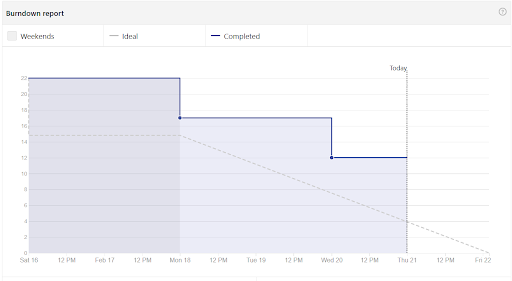 Burndown report
Weekends
Ideal
Completed
Today
22
20
18
16
14
12
10
8
6
4
2
0
Sat 16 12 PM Feb 17 12 PM Mon 18 12 PM Tue 19 12 PM Wed 20 12 PM Thu 21 12 PM Fri 22